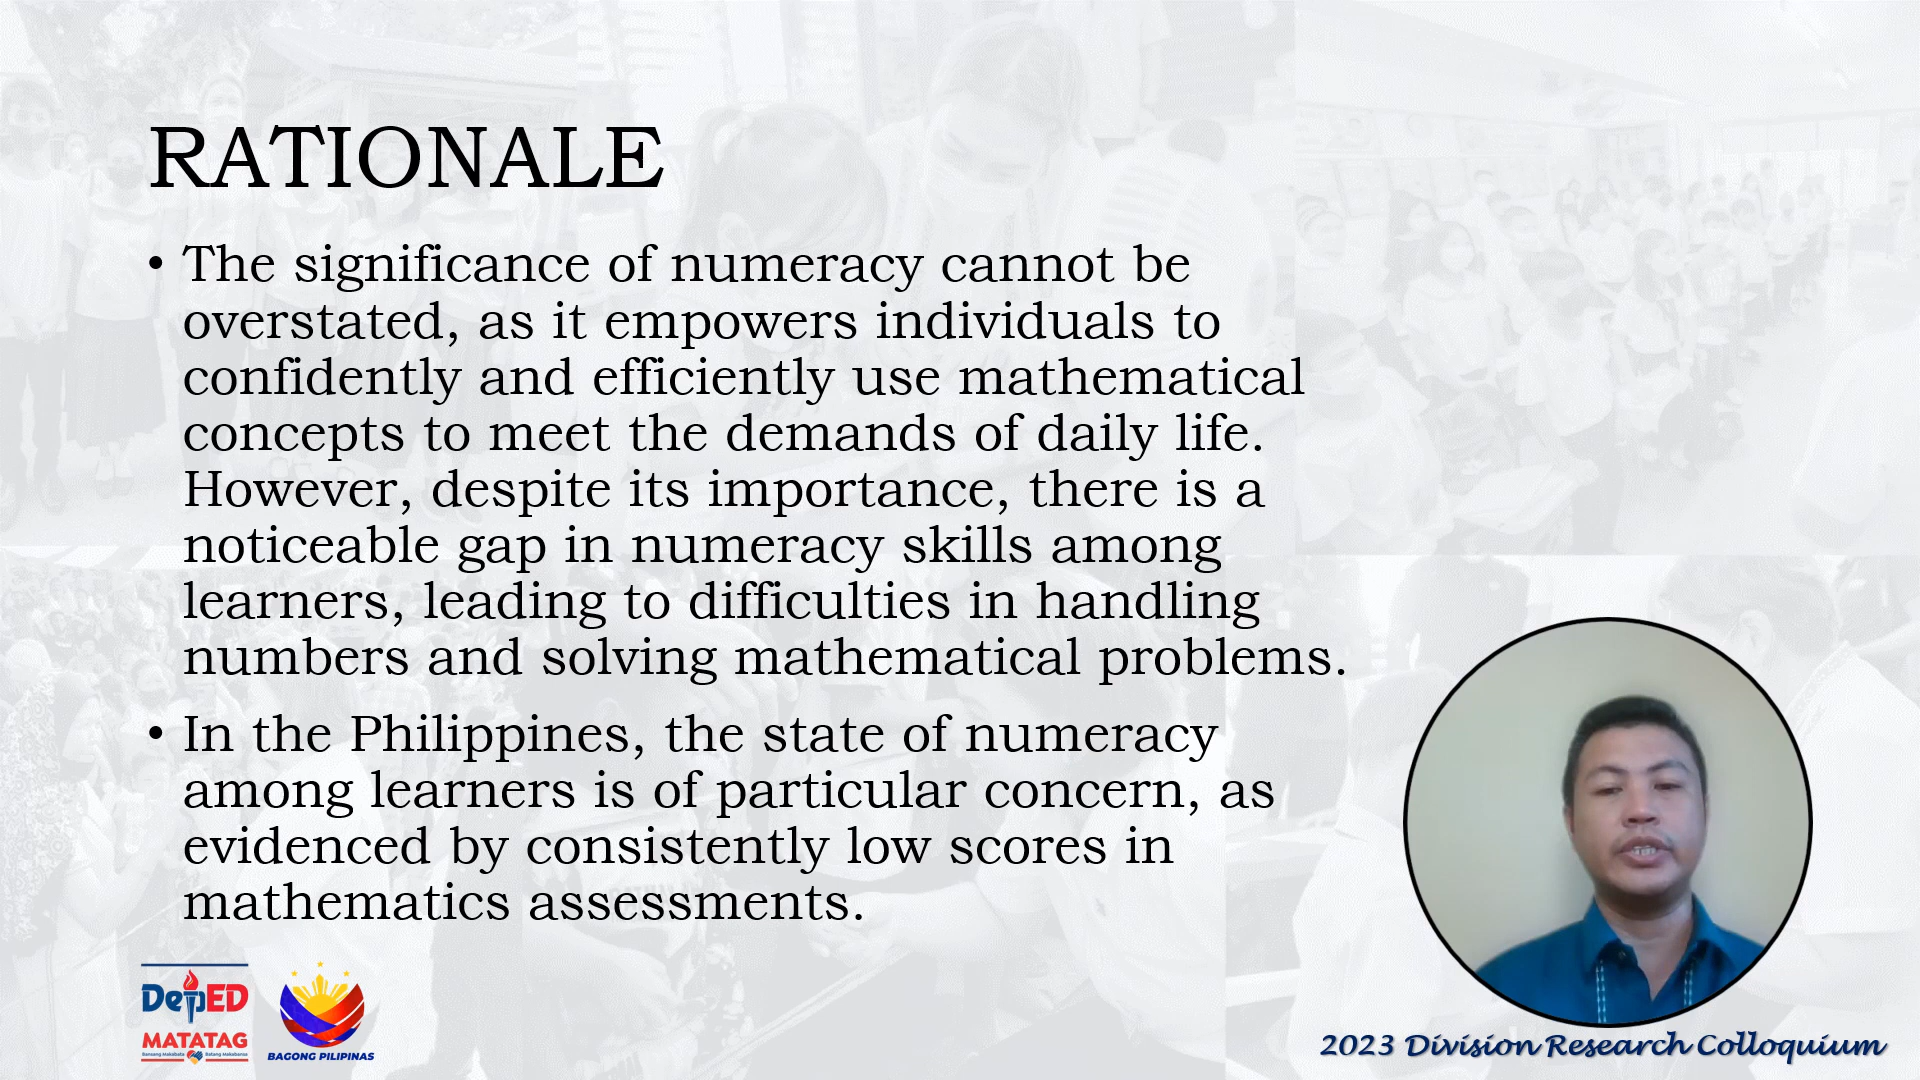 RATIONALE
• The significance of numeracy cannot be
overstated, as it empowers individuals to
confidently and efficiently use mathematical
concepts to meet the demands of daily life.
However, despite its importance, there is a
noticeable gap in numeracy skills among
learners, leading to difficulties in handling
numbers and solving mathematical problems.
• In the Philippines, the state of numeracy
among learners is of particular concern, as
evidenced by consistently low scores in
mathematics assessments.
DepED
MATATAG
Bansang Makabata Batang Makabansa
BAGONG PILIPINAS
2023 Division Research Colloquium